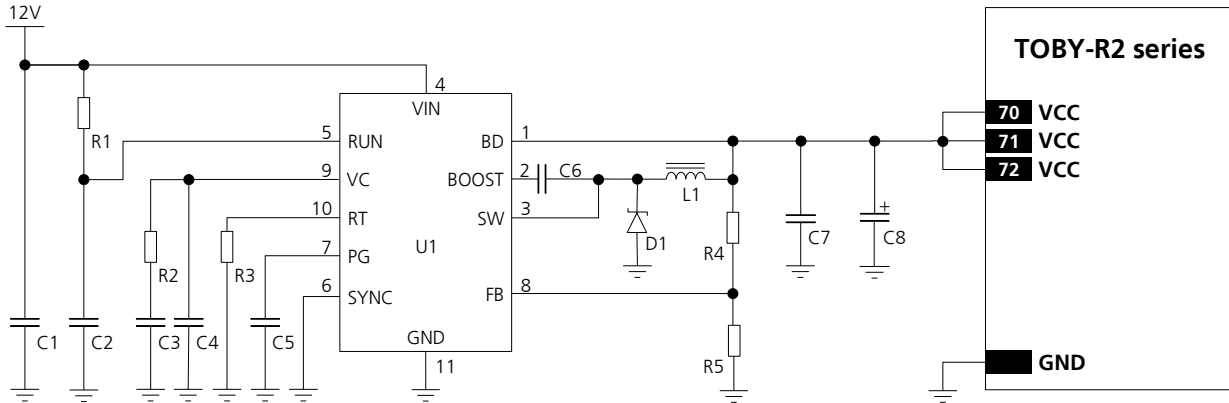 12V
TOBY-R2 series
4
VIN
70 VCC
R1
5 RUN
BD 1
71 VCC
9 VC
BOOST 2
C6
72 VCC
L1
10 RT
SW 3
R2
R3
7 PG
U1
D1
R4
C7
+
C8
6 SYNC
FB 8
C1
C2
C3
C4
C5
GND
11
R5
GND